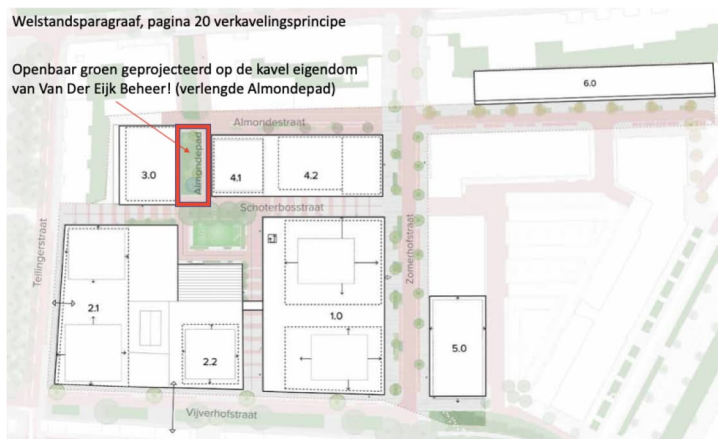 Welstandsparagraaf, pagina 20 verkavelingsprincipe
Openbaar groen geprojecteerd op de kavel eigendom
van Van Der Eijk Beheer! (verlengde Almondepad)
6.0
Almondestraat
Almondepad
3.0
4.1
4.2
Schoterbosstraat
Tellingerstraat
Zomerhofstraat
2.1
1.0
2.2
5.0
Vijverhofstraat